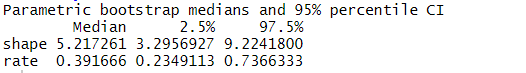 Parametric bootstrap medians and 95% percentile CI
Median 2.5% 97.5%
shape 5.217261 3.2956927 9.2241800
rate 0.391666 0.2349113 0.7366333